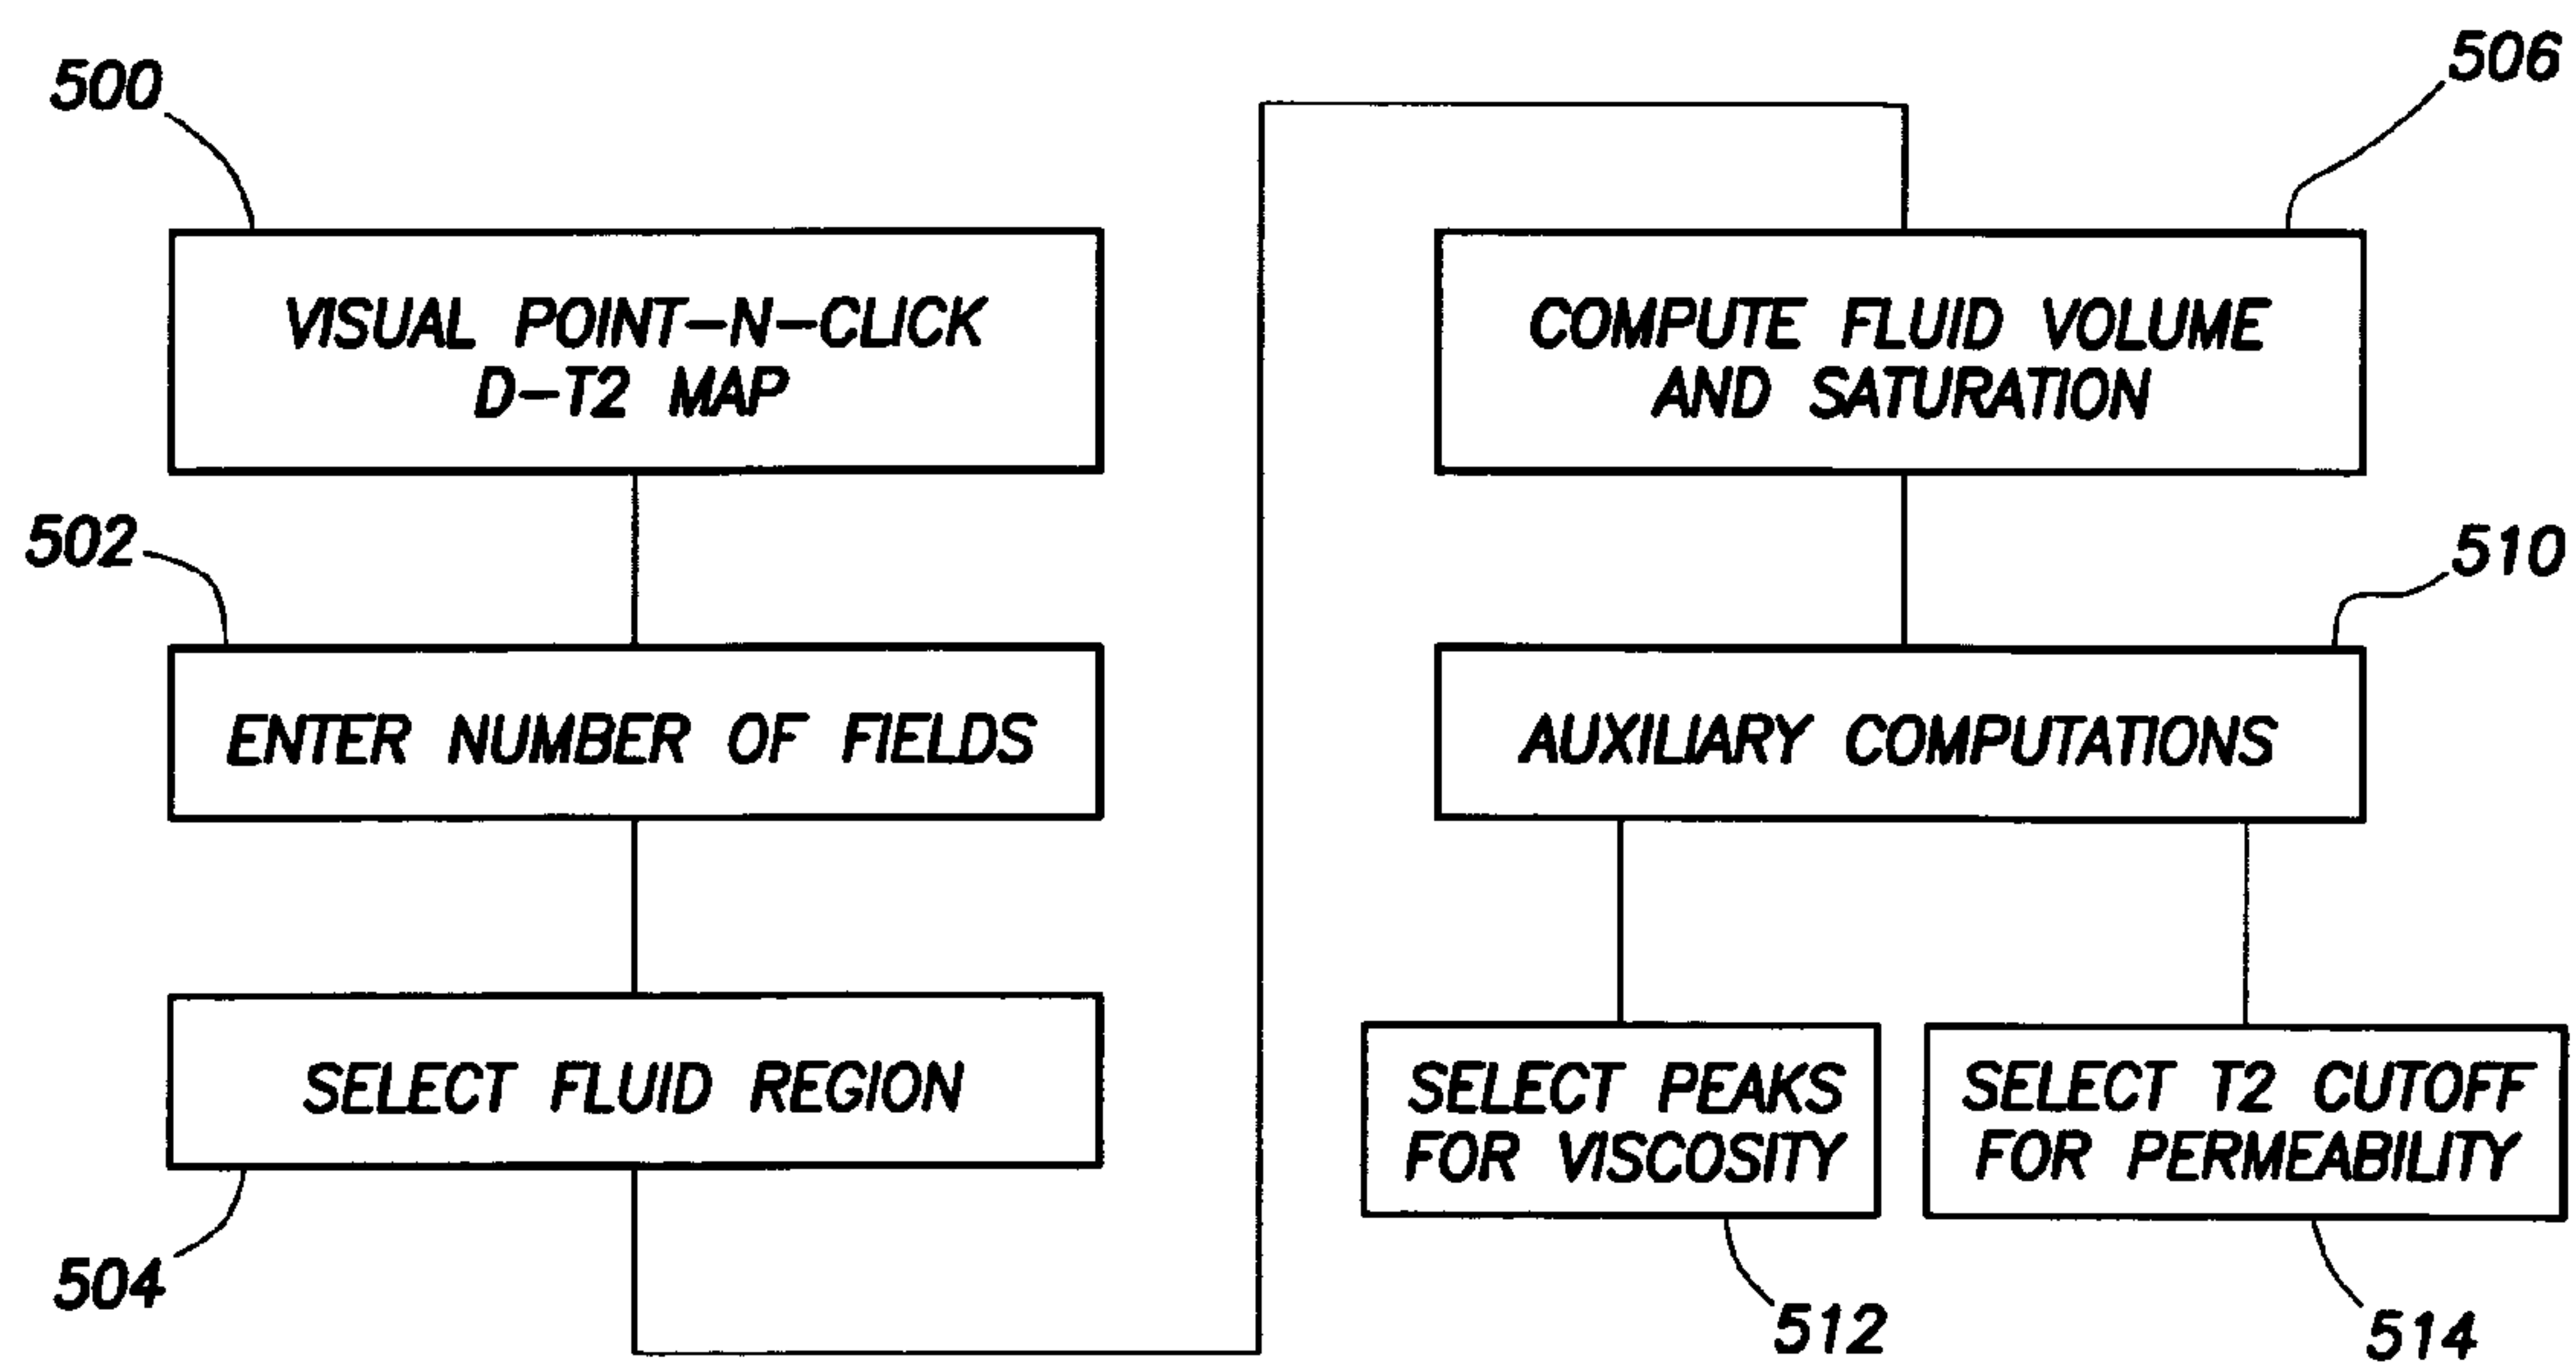 500
VISUAL POINT-N-CLICK
D-T2 MAP
502
ENTER NUMBER OF FIELDS
SELECT FLUID REGION
504
506
COMPUTE FLUID VOLUME
AND SATURATION
510
AUXILIARY COMPUTATIONS
SELECT PEAKS
FOR VISCOSITY
512
SELECT T2 CUTOFF
FOR PERMEABILITY
514